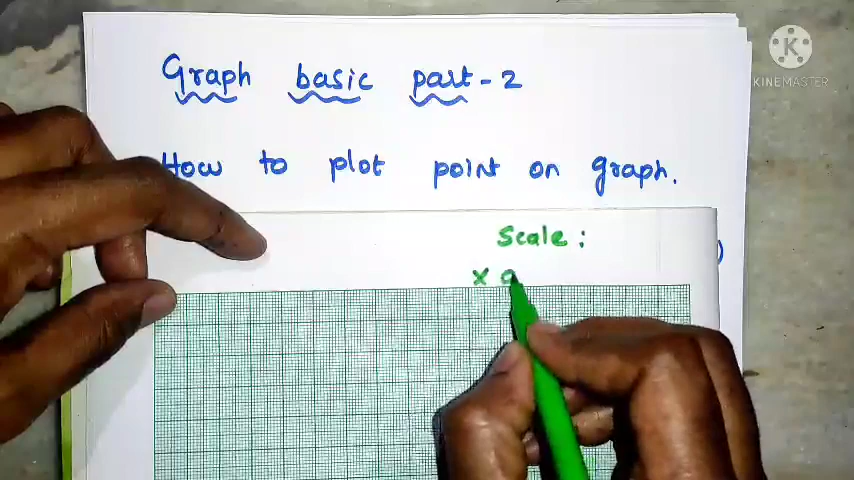 Graph basic part-2
How to plot point on graph.
Scale :
X a
)
K
KINEMASTER